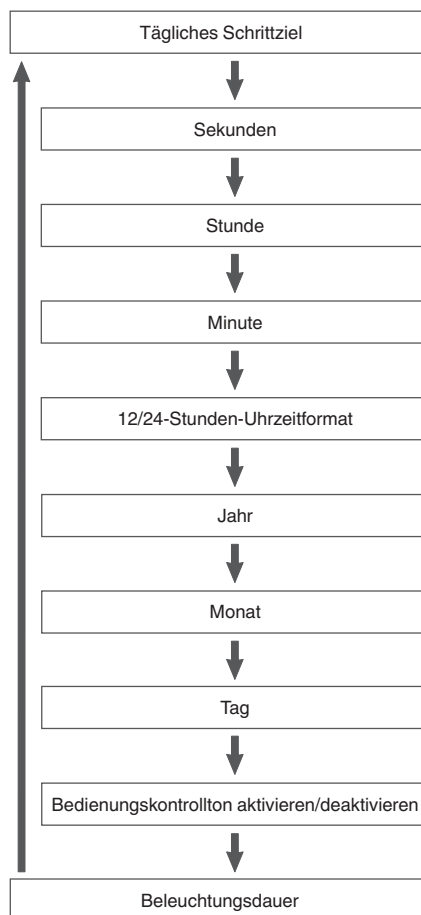 Tägliches Schrittziel
Sekunden
Stunde
Minute
12/24-Stunden-Uhrzeitformat
Jahr
Monat
Tag
Bedienungskontrollton aktivieren/deaktivieren
Beleuchtungsdauer